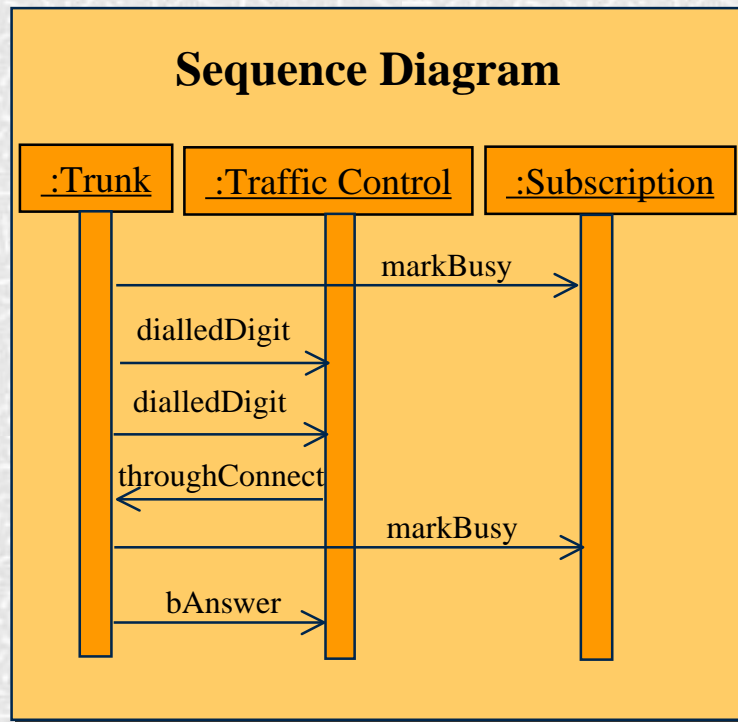 Sequence Diagram
:Trunk :Traffic Control :Subscription
markBusy
dialledDigit
dialledDigit
throughConnect
markBusy
bAnswer